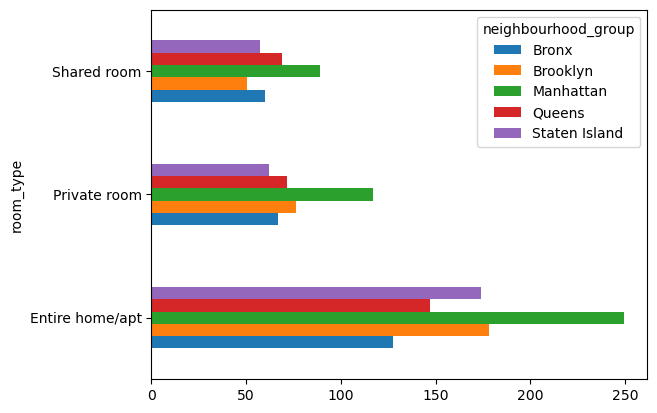 neighbourhood_group
Bronx
Brooklyn
Manhattan
Queens
Staten Island
room_type
Shared room
Private room
Entire home/apt
0 50 100 150 200 250